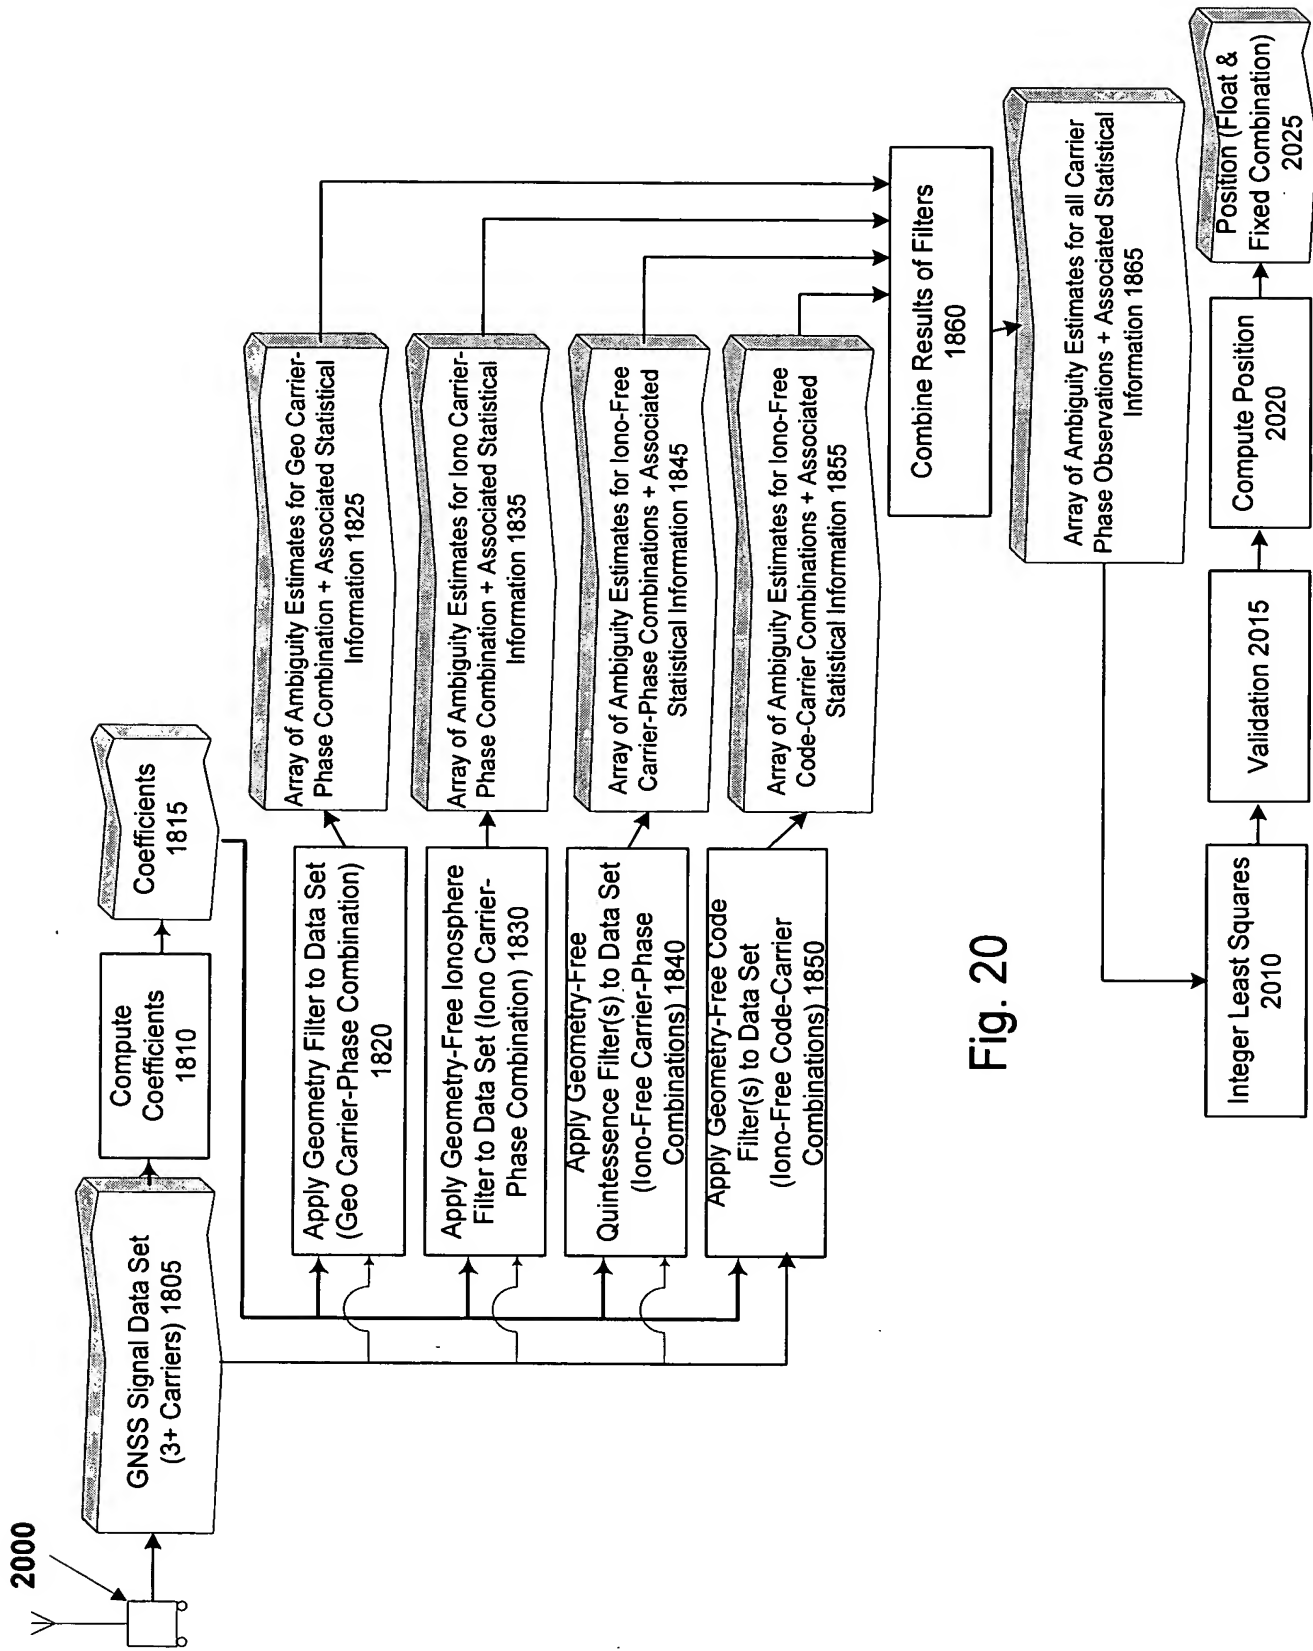 2000
GNSS Signal Data Set
(3+ Carriers) 1805
Compute
Coefficients
1810
Coefficients
1815
Apply Geometry Filter to Data Set
(Geo Carrier-Phase Combination)
1820
Array of Ambiguity Estimates for Geo Carrier-
Phase Combination + Associated Statistical
Information 1825
Apply Geometry-Free Ionosphere
Filter to Data Set (Iono Carrier-
Phase Combination) 1830
Array of Ambiguity Estimates for Iono Carrier-
Phase Combination + Associated Statistical
Information 1835
Apply Geometry-Free
Quintessence Filter(s) to Data Set
(Iono-Free Carrier-Phase
Combinations) 1840
Array of Ambiguity Estimates for Iono-Free
Carrier-Phase Combinations + Associated
Statistical Information 1845
Apply Geometry-Free Code
Filter(s) to Data Set
(Iono-Free Code-Carrier
Combinations) 1850
Array of Ambiguity Estimates for Iono-Free
Code-Carrier Combinations + Associated
Statistical Information 1855
Combine Results of Filters
1860
Array of Ambiguity Estimates for all Carrier
Phase Observations + Associated Statistical
Information 1865
Integer Least Squares
2010
Validation 2015
Compute Position
2020
Position (Float &
Fixed Combination)
2025
Fig. 20